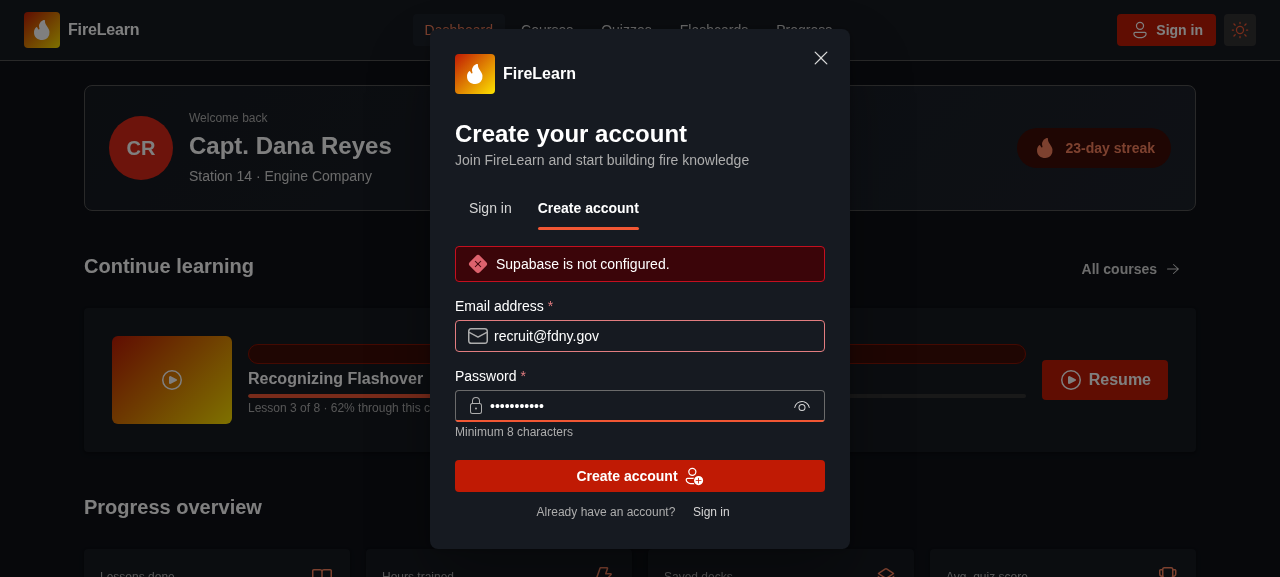 FireLearn
Dashboard Courses Quizzes Flashcards Progress
Sign in
FireLearn
Create your account
Join FireLearn and start building fire knowledge
Sign in Create account
Supabase is not configured.
Email address *
recruit@fdny.gov
Password *
•••••••••••
Minimum 8 characters
Create account
Already have an account? Sign in
CR
Welcome back
Capt. Dana Reyes
Station 14 · Engine Company
23-day streak
Continue learning
All courses
Recognizing Flashover
Lesson 3 of 8 · 62% through this c
Resume
Progress overview
Lessons done
Hours trained
Saved decks
Avg. quiz score